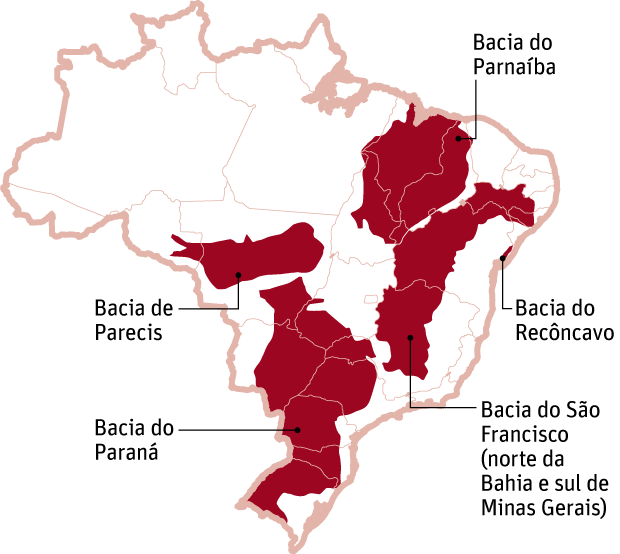 Bacia do
Parnaíba
Bacia de
Parecis
Bacia do
Recôncavo
Bacia do
Paraná
Bacia do São
Francisco
(norte da
Bahia e sul de
Minas Gerais)